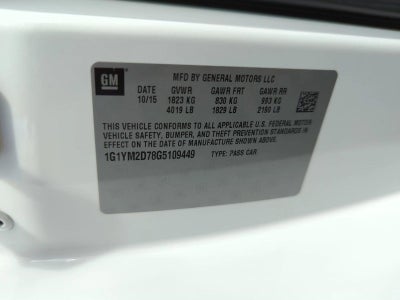 GM
MFD BY GENERAL MOTORS LLC
10/15 GVWR GAWR FRT GAWR RR
1823 KG 830 KG 993 KG
4019 LB 1829 LB 2190 LB
THIS VEHICLE CONFORMS TO ALL APPLICABLE U.S. FEDERAL MOTOR
VEHICLE SAFETY, BUMPER, AND THEFT PREVENTION STANDARDS IN
EFFECT ON THE DATE OF MANUFACTURE SHOWN ABOVE.
1G1YM2D78G5109449 TYPE: PASS CAR